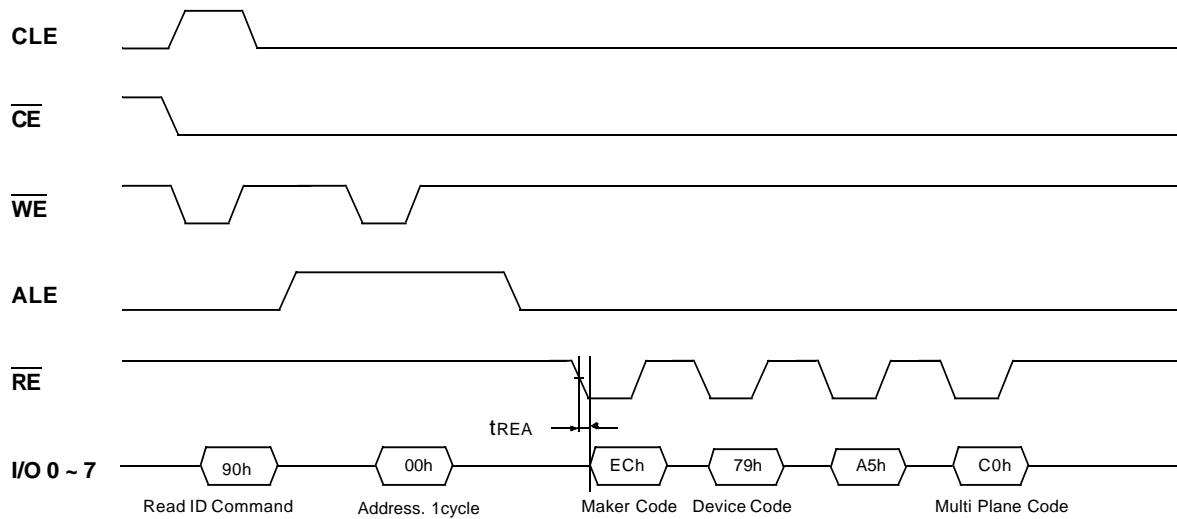 CLE
CE
WE
ALE
RE
tREA
I/O 0 ~ 7
90h
00h
ECh
79h
A5h
C0h
Read ID Command
Address. 1cycle
Maker Code
Device Code
Multi Plane Code